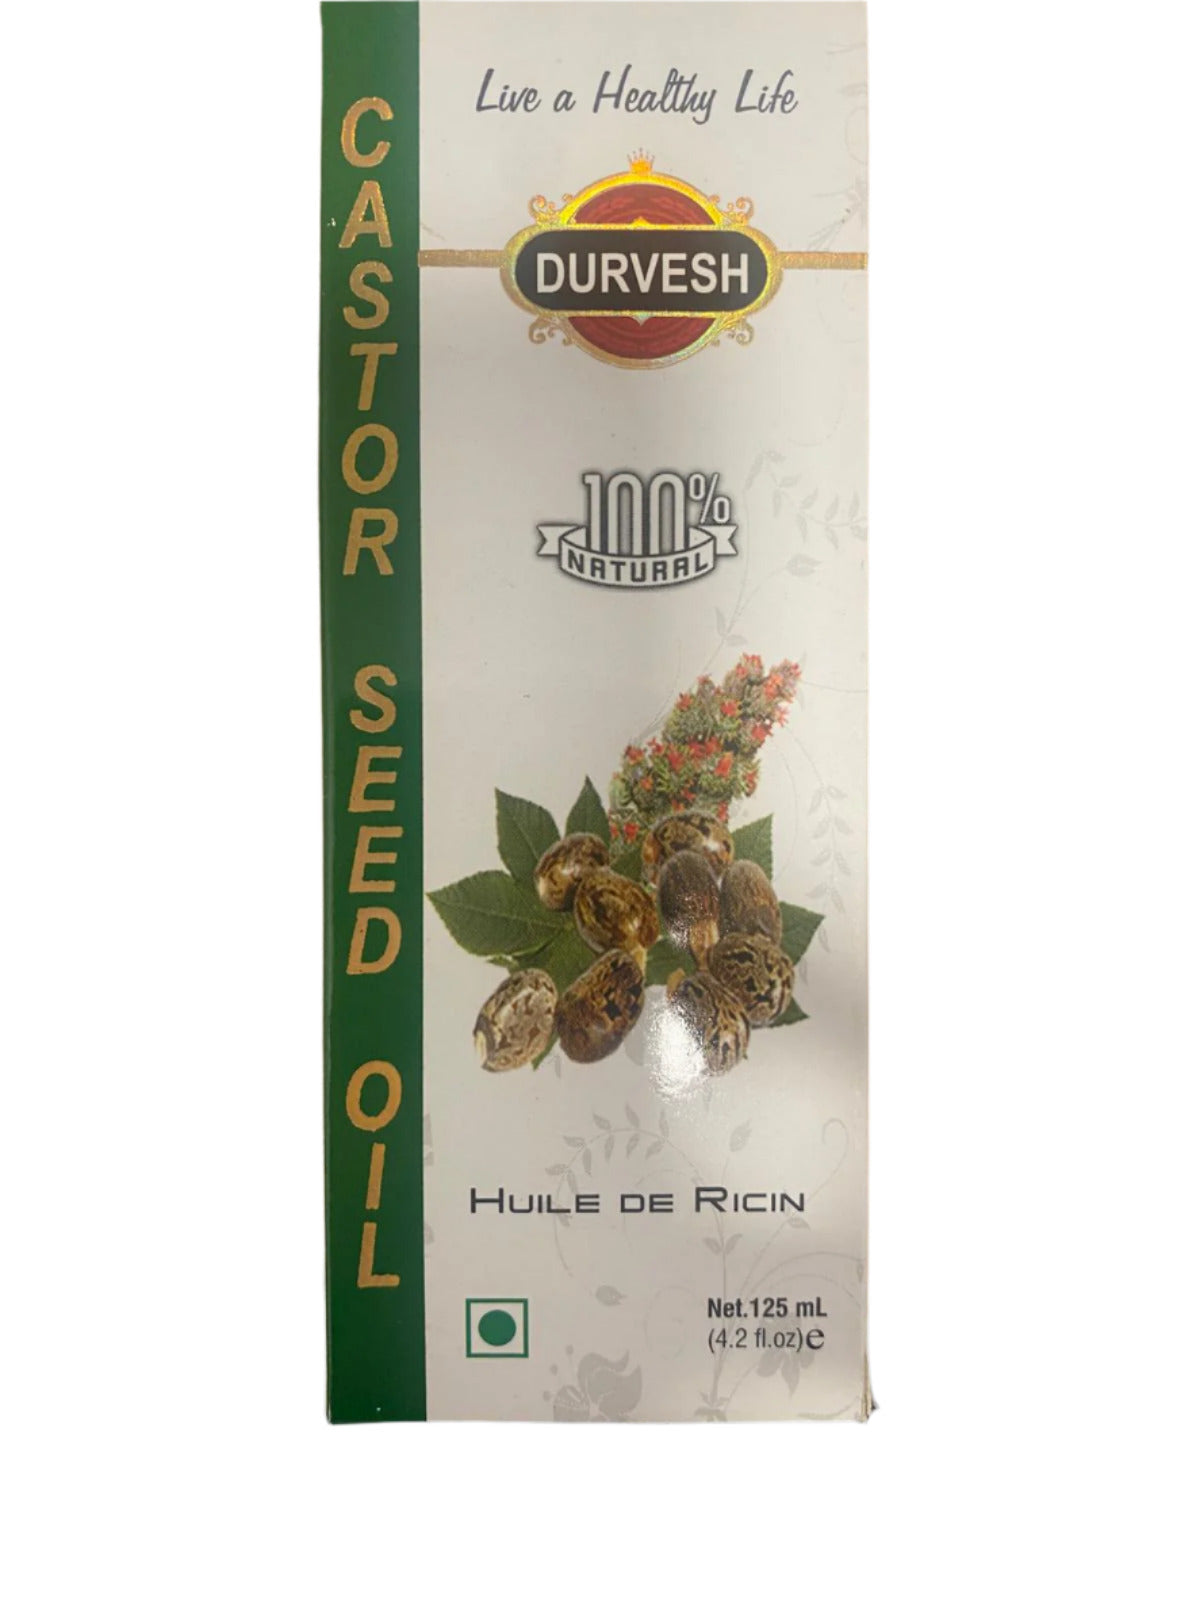 Live a Healthy Life
DURVESH
100%
NATURAL
CASTOR SEED OIL
HUILE DE RICIN
Net.125 mL
(4.2 fl.oz)e